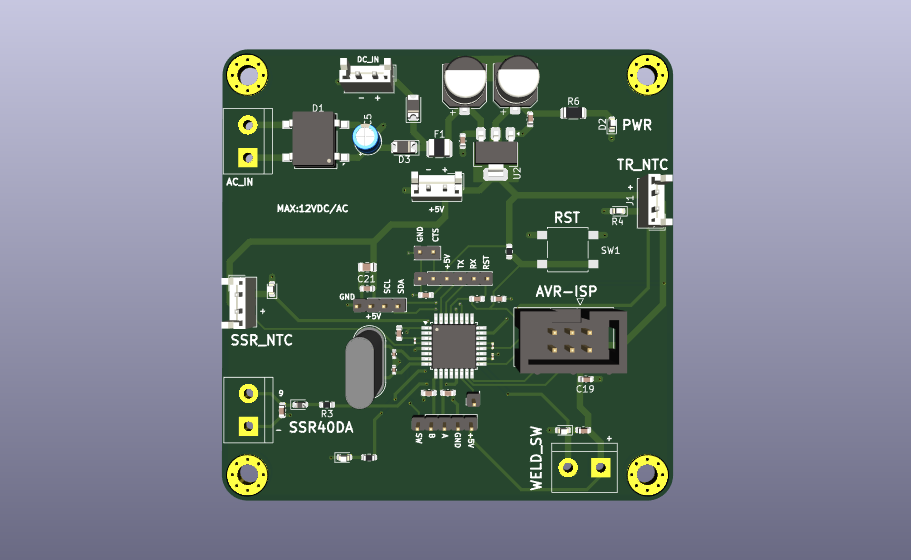 DC_IN
- +
D1
C5
R6
D2
PWR
+
+
F1
D3
U2
TR_NTC
AC_IN
- +
+5V
+
J1
R4
MAX:12VDC/AC
RST
SW1
GND
CTS
+5V
TX
RX
RST
C21
GND
SCL
SDA
+5V
AVR-ISP
+
SSR_NTC
C19
R3
SSR40DA
-
SW
B
A
GND
+5V
WELD_SW
+